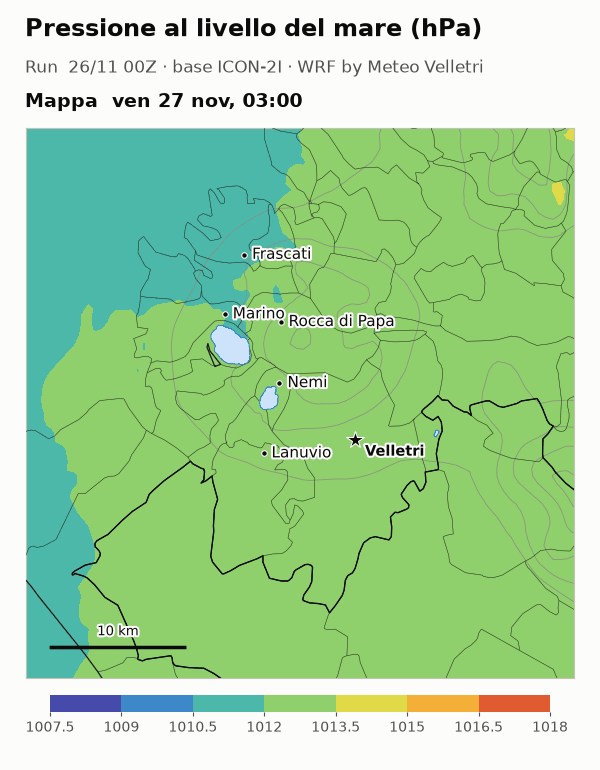 Pressione al livello del mare (hPa)
Run  26/11 00Z · base ICON-2I · WRF by Meteo Velletri
Mappa  ven 27 nov, 03:00
Frascati
Marino
Rocca di Papa
Nemi
Velletri
Lanuvio
10 km
1007.5 1009 1010.5 1012 1013.5 1015 1016.5 1018